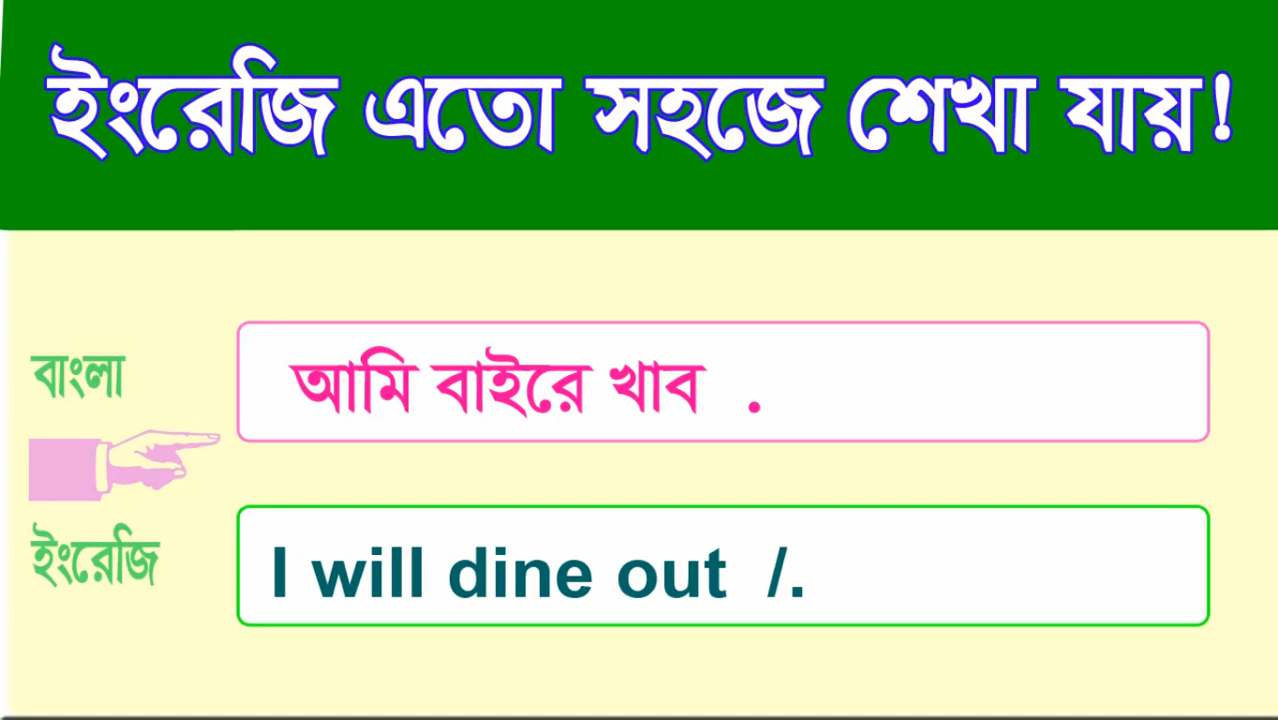 ইংরেজি এতো সহজে শেখা যায়!
বাংলা
আমি বাইরে খাব .
ইংরেজি
I will dine out /.